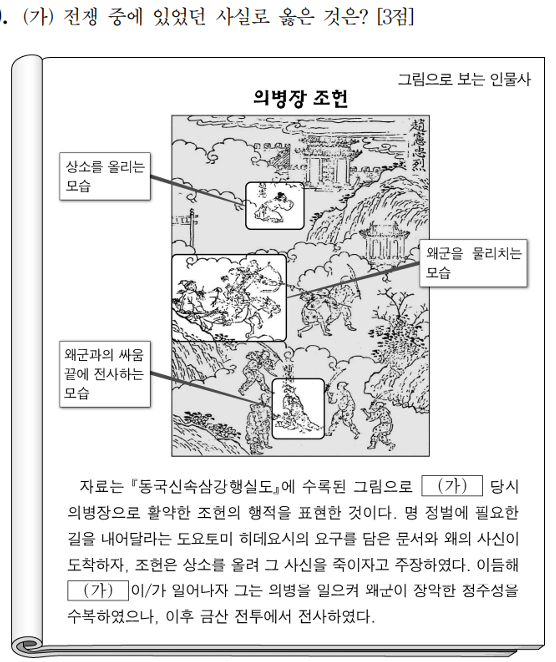 . (가) 전쟁 중에 있었던 사실로 옳은 것은? [3점]
그림으로 보는 인물사
의병장 조헌
趙憲忠烈
상소를 올리는
모습
왜군을 물리치는
모습
왜군과의 싸움
끝에 전사하는
모습
자료는 『동국신속삼강행실도』에 수록된 그림으로 (가) 당시
의병장으로 활약한 조헌의 행적을 표현한 것이다. 명 정벌에 필요한
길을 내어달라는 도요토미 히데요시의 요구를 담은 문서와 왜의 사신이
도착하자, 조헌은 상소를 올려 그 사신을 죽이자고 주장하였다. 이듬해
(가) 이/가 일어나자 그는 의병을 일으켜 왜군이 장악한 청주성을
수복하였으나, 이후 금산 전투에서 전사하였다.